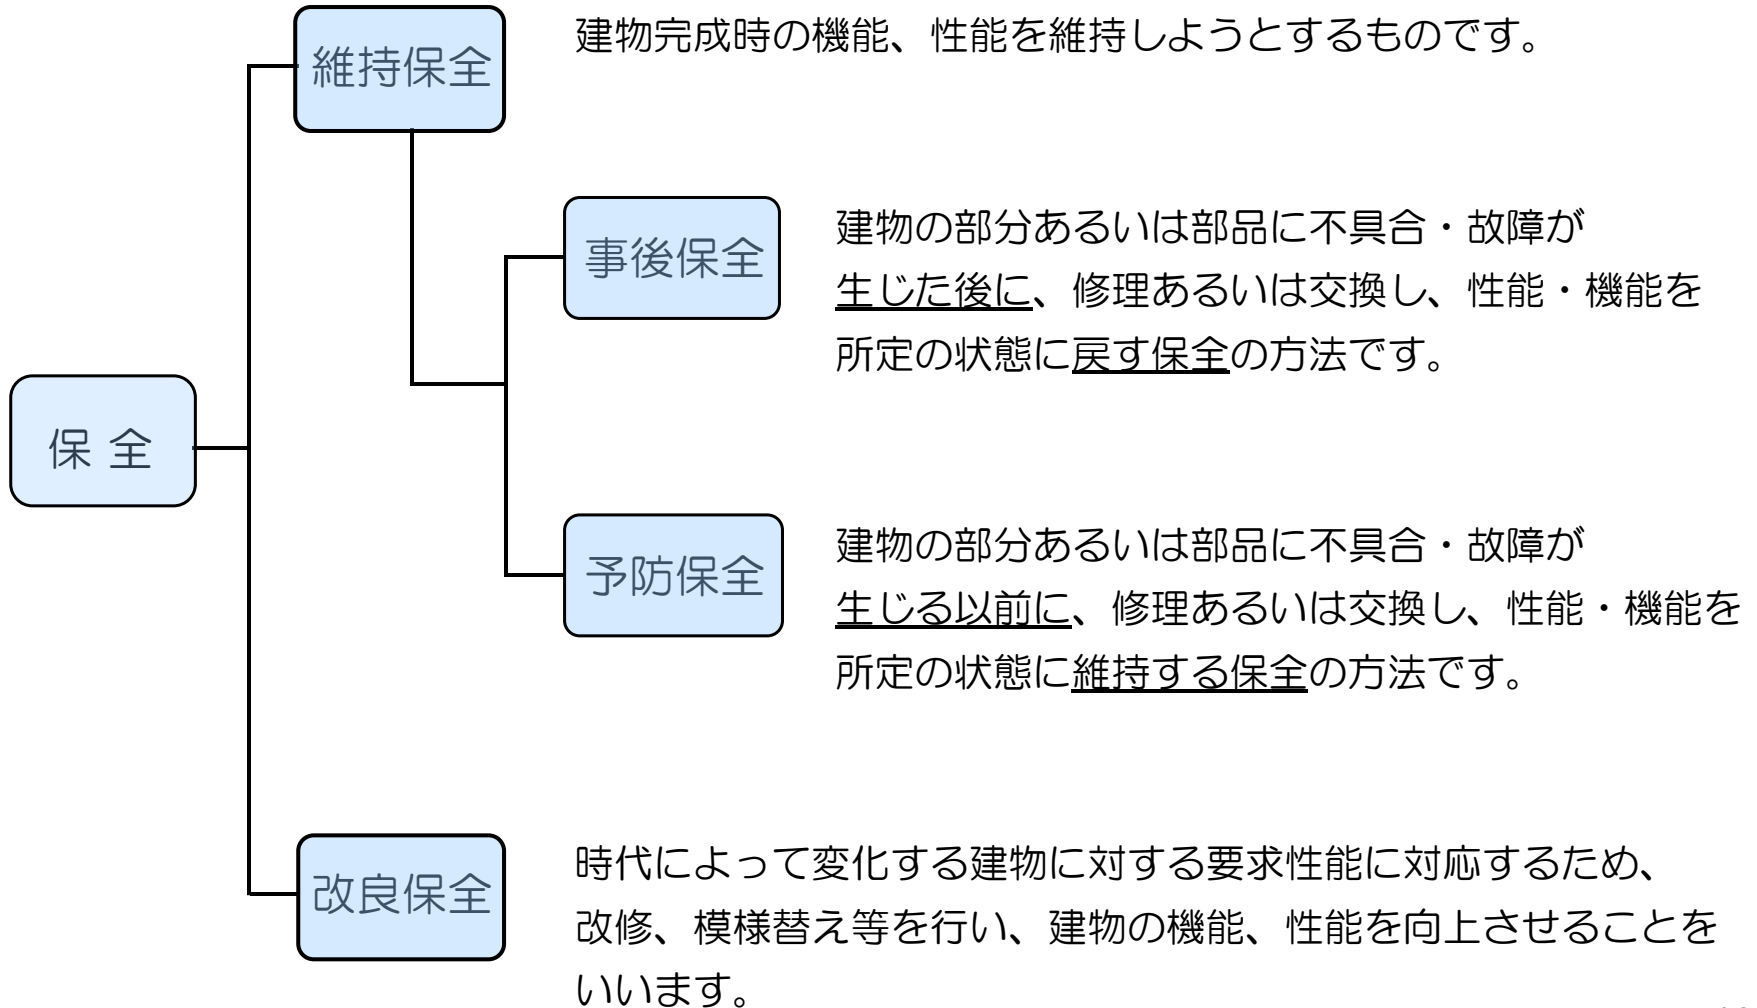 維持保全
建物完成時の機能、性能を維持しようとするものです。
事後保全
建物の部分あるいは部品に不具合・故障が
生じた後に、修理あるいは交換し、性能・機能を
所定の状態に戻す保全の方法です。
保 全
予防保全
建物の部分あるいは部品に不具合・故障が
生じる以前に、修理あるいは交換し、性能・機能を
所定の状態に維持する保全の方法です。
改良保全
時代によって変化する建物に対する要求性能に対応するため、
改修、模様替え等を行い、建物の機能、性能を向上させることを
いいます。